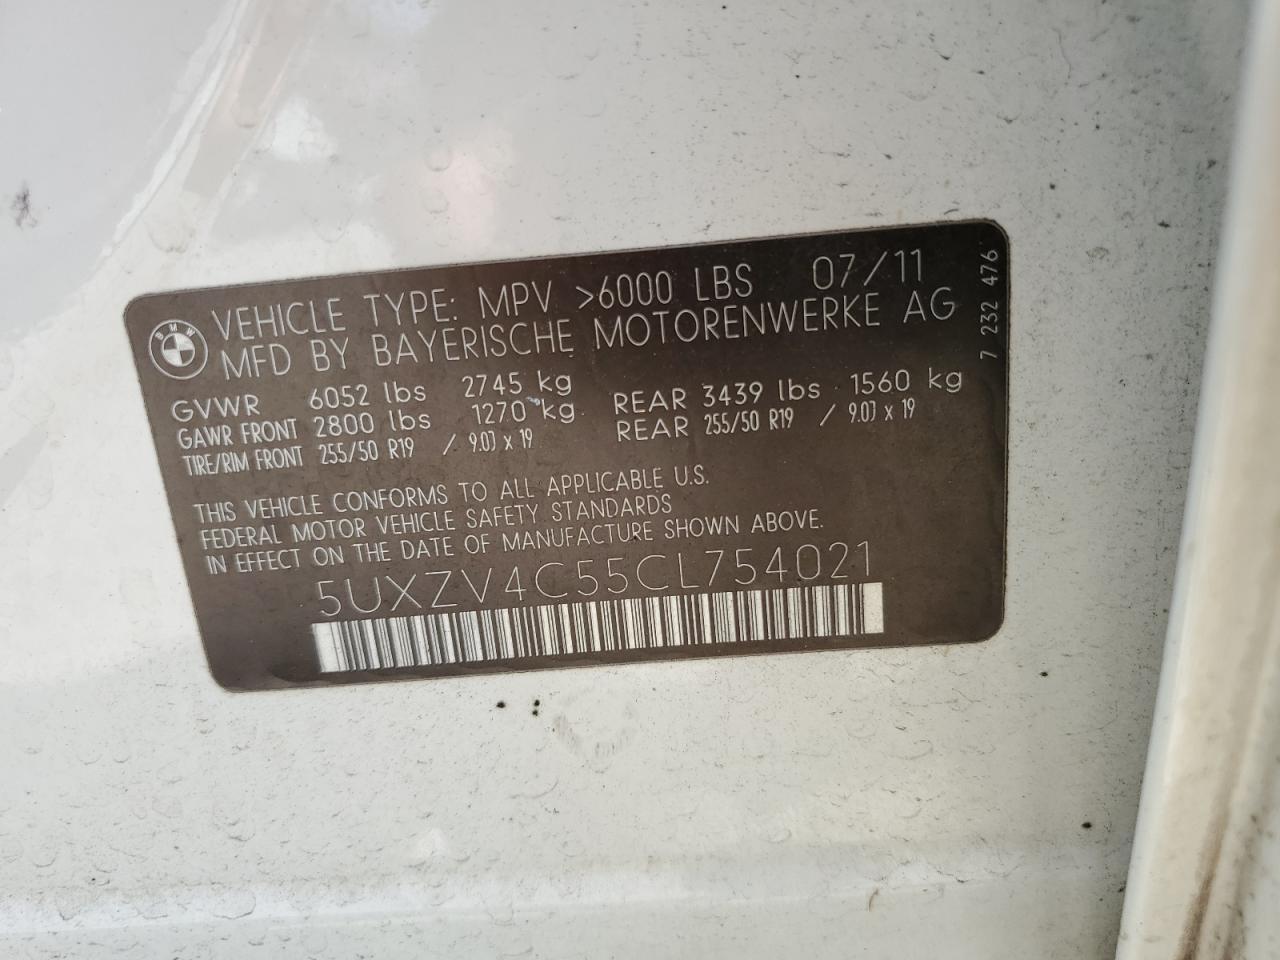 BMW
VEHICLE TYPE: MPV >6000 LBS 07/11
MFD BY BAYERISCHE MOTORENWERKE AG
7 232 476
GVWR 6052 lbs 2745 kg
GAWR FRONT 2800 lbs 1270 kg REAR 3439 lbs 1560 kg
TIRE/RIM FRONT 255/50 R19 / 9.0J x 19 REAR 255/50 R19 / 9.0J x 19
THIS VEHICLE CONFORMS TO ALL APPLICABLE U.S.
FEDERAL MOTOR VEHICLE SAFETY STANDARDS
IN EFFECT ON THE DATE OF MANUFACTURE SHOWN ABOVE.
5UXZV4C55CL754021